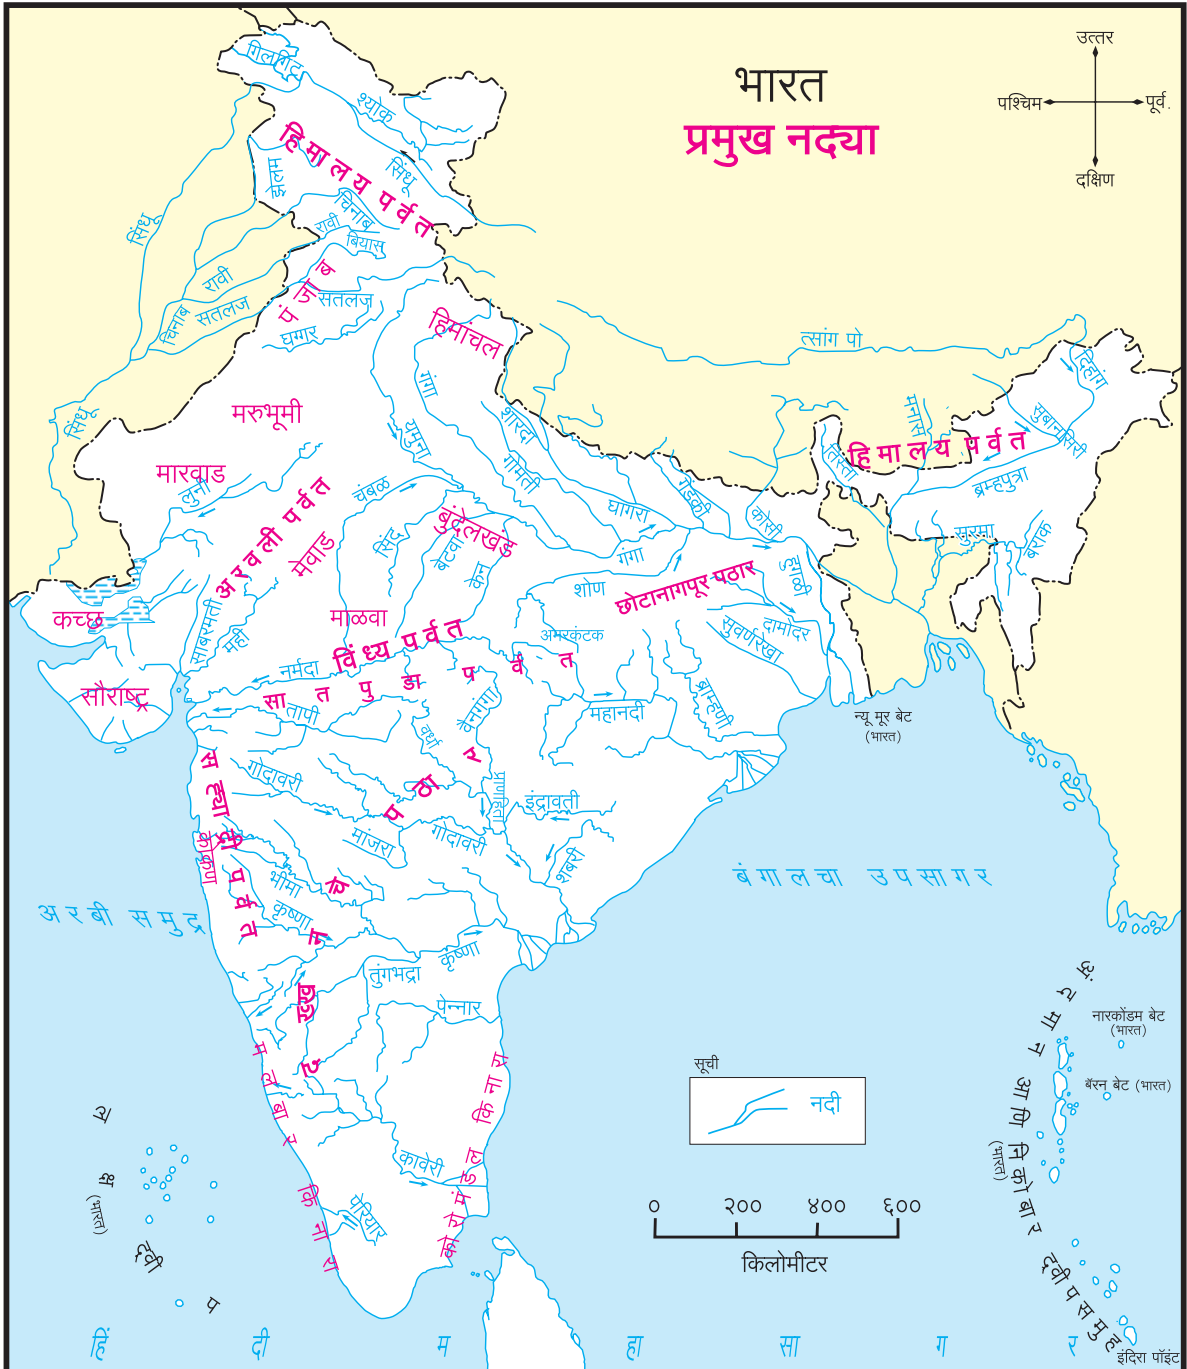 भारत
प्रमुख नद्या
उत्तर
पश्चिम
पूर्व.
दक्षिण
गिलगिट
श्योक
सिंधू
हिमालय पर्वत
झेलम
चिनाब
रावी
बियास
सिंधू
रावी
सतलज
चिनाब
पंजाब
सतलज
घग्गर
हिमांचल
सिंधू
त्सांग पो
दिहांग
मनास
सुबानसिरी
हिमालय पर्वत
तिस्ता
ब्रम्हपुत्रा
सुरमा
बराक
मरुभूमी
मारवाड
लुनी
गंगा
यमुना
शारदा
गोमती
घागरा
गंडकी
कोसी
चंबळ
सिंद
बुंदेलखंड
बेटवा
केन
गंगा
शोण
हुगळी
अरवली पर्वत
मेवाड
माळवा
छोटानागपूर पठार
अमरकंटक
दामोदर
सुवर्णरेखा
कच्छ
सौराष्ट्र
साबरमती
मही
नर्मदा
विंध्य पर्वत
सातपुडा पर्वत
तापी
वर्धा
वैनगंगा
महानदी
ब्राम्हणी
न्यू मूर बेट
(भारत)
सह्याद्री पर्वत
कोकण
गोदावरी
प्राणहिता
इंद्रावती
मांजरा
गोदावरी
शबरी
भीमा
कृष्णा
दख्खनचे पठार
तुंगभद्रा
कृष्णा
पेन्नार
अरबी समुद्र
बंगालचा उपसागर
मलबार किनारा
कोरोमंडल किनारा
कावेरी
पेरियार
लक्षद्वीप
(भारत)
अंदमान आणि निकोबार द्वीपसमुह
(भारत)
नारकोंडम बेट
(भारत)
बॅरन बेट (भारत)
इंदिरा पॉइंट
सूची
नदी
० २०० ४०० ६००
किलोमीटर
हिंदी महासागर